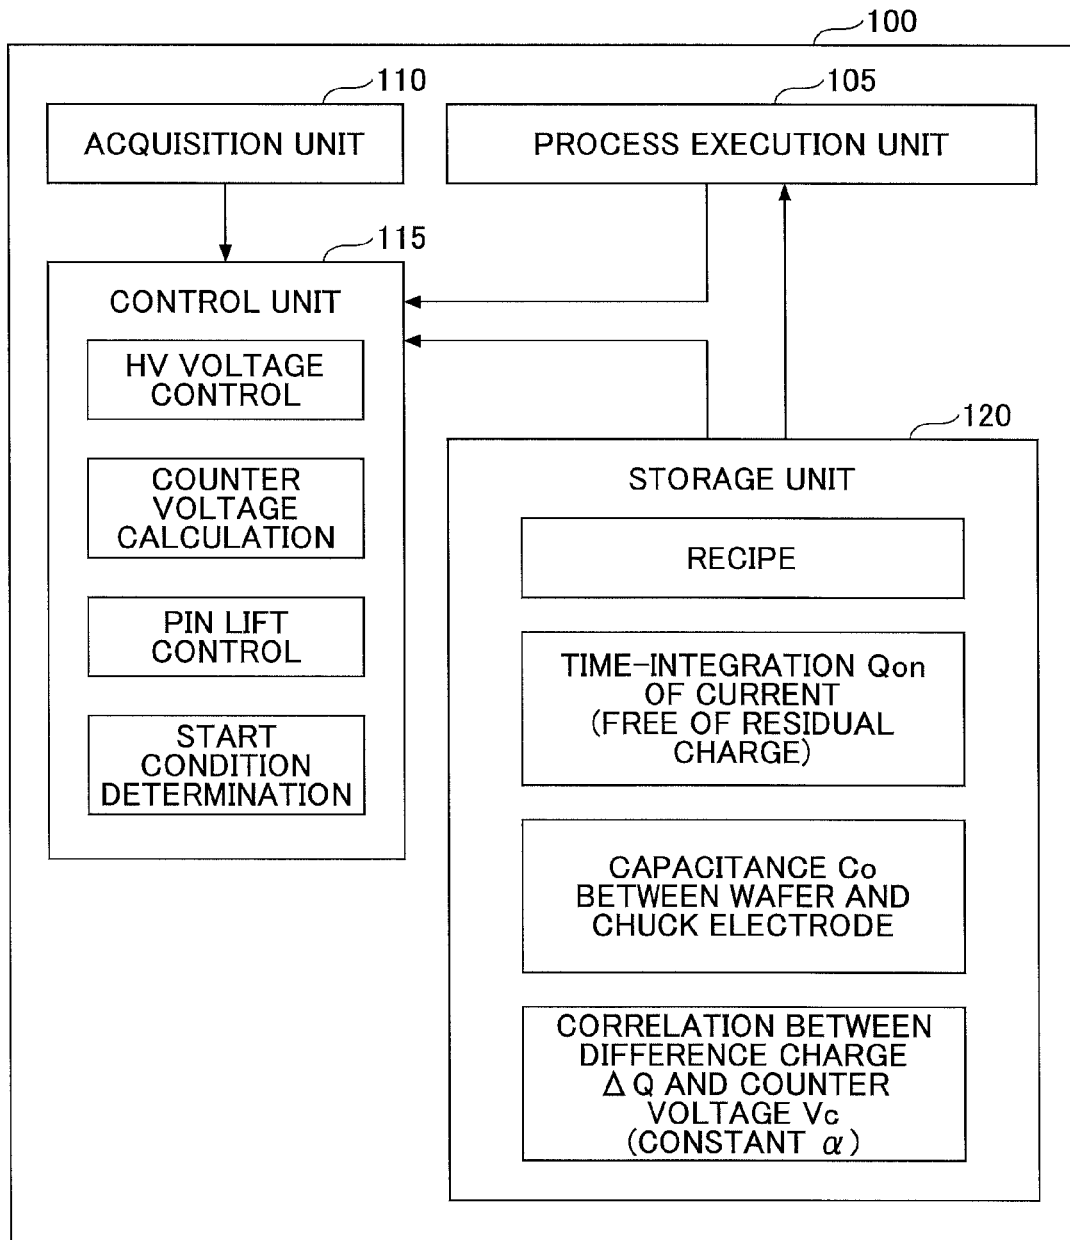 100
110
ACQUISITION UNIT
105
PROCESS EXECUTION UNIT
115
CONTROL UNIT
HV VOLTAGE
CONTROL
COUNTER
VOLTAGE
CALCULATION
PIN LIFT
CONTROL
START
CONDITION
DETERMINATION
120
STORAGE UNIT
RECIPE
TIME-INTEGRATION Qon
OF CURRENT
(FREE OF RESIDUAL
CHARGE)
CAPACITANCE Co
BETWEEN WAFER AND
CHUCK ELECTRODE
CORRELATION BETWEEN
DIFFERENCE CHARGE
ΔQ AND COUNTER
VOLTAGE Vc
(CONSTANT α)